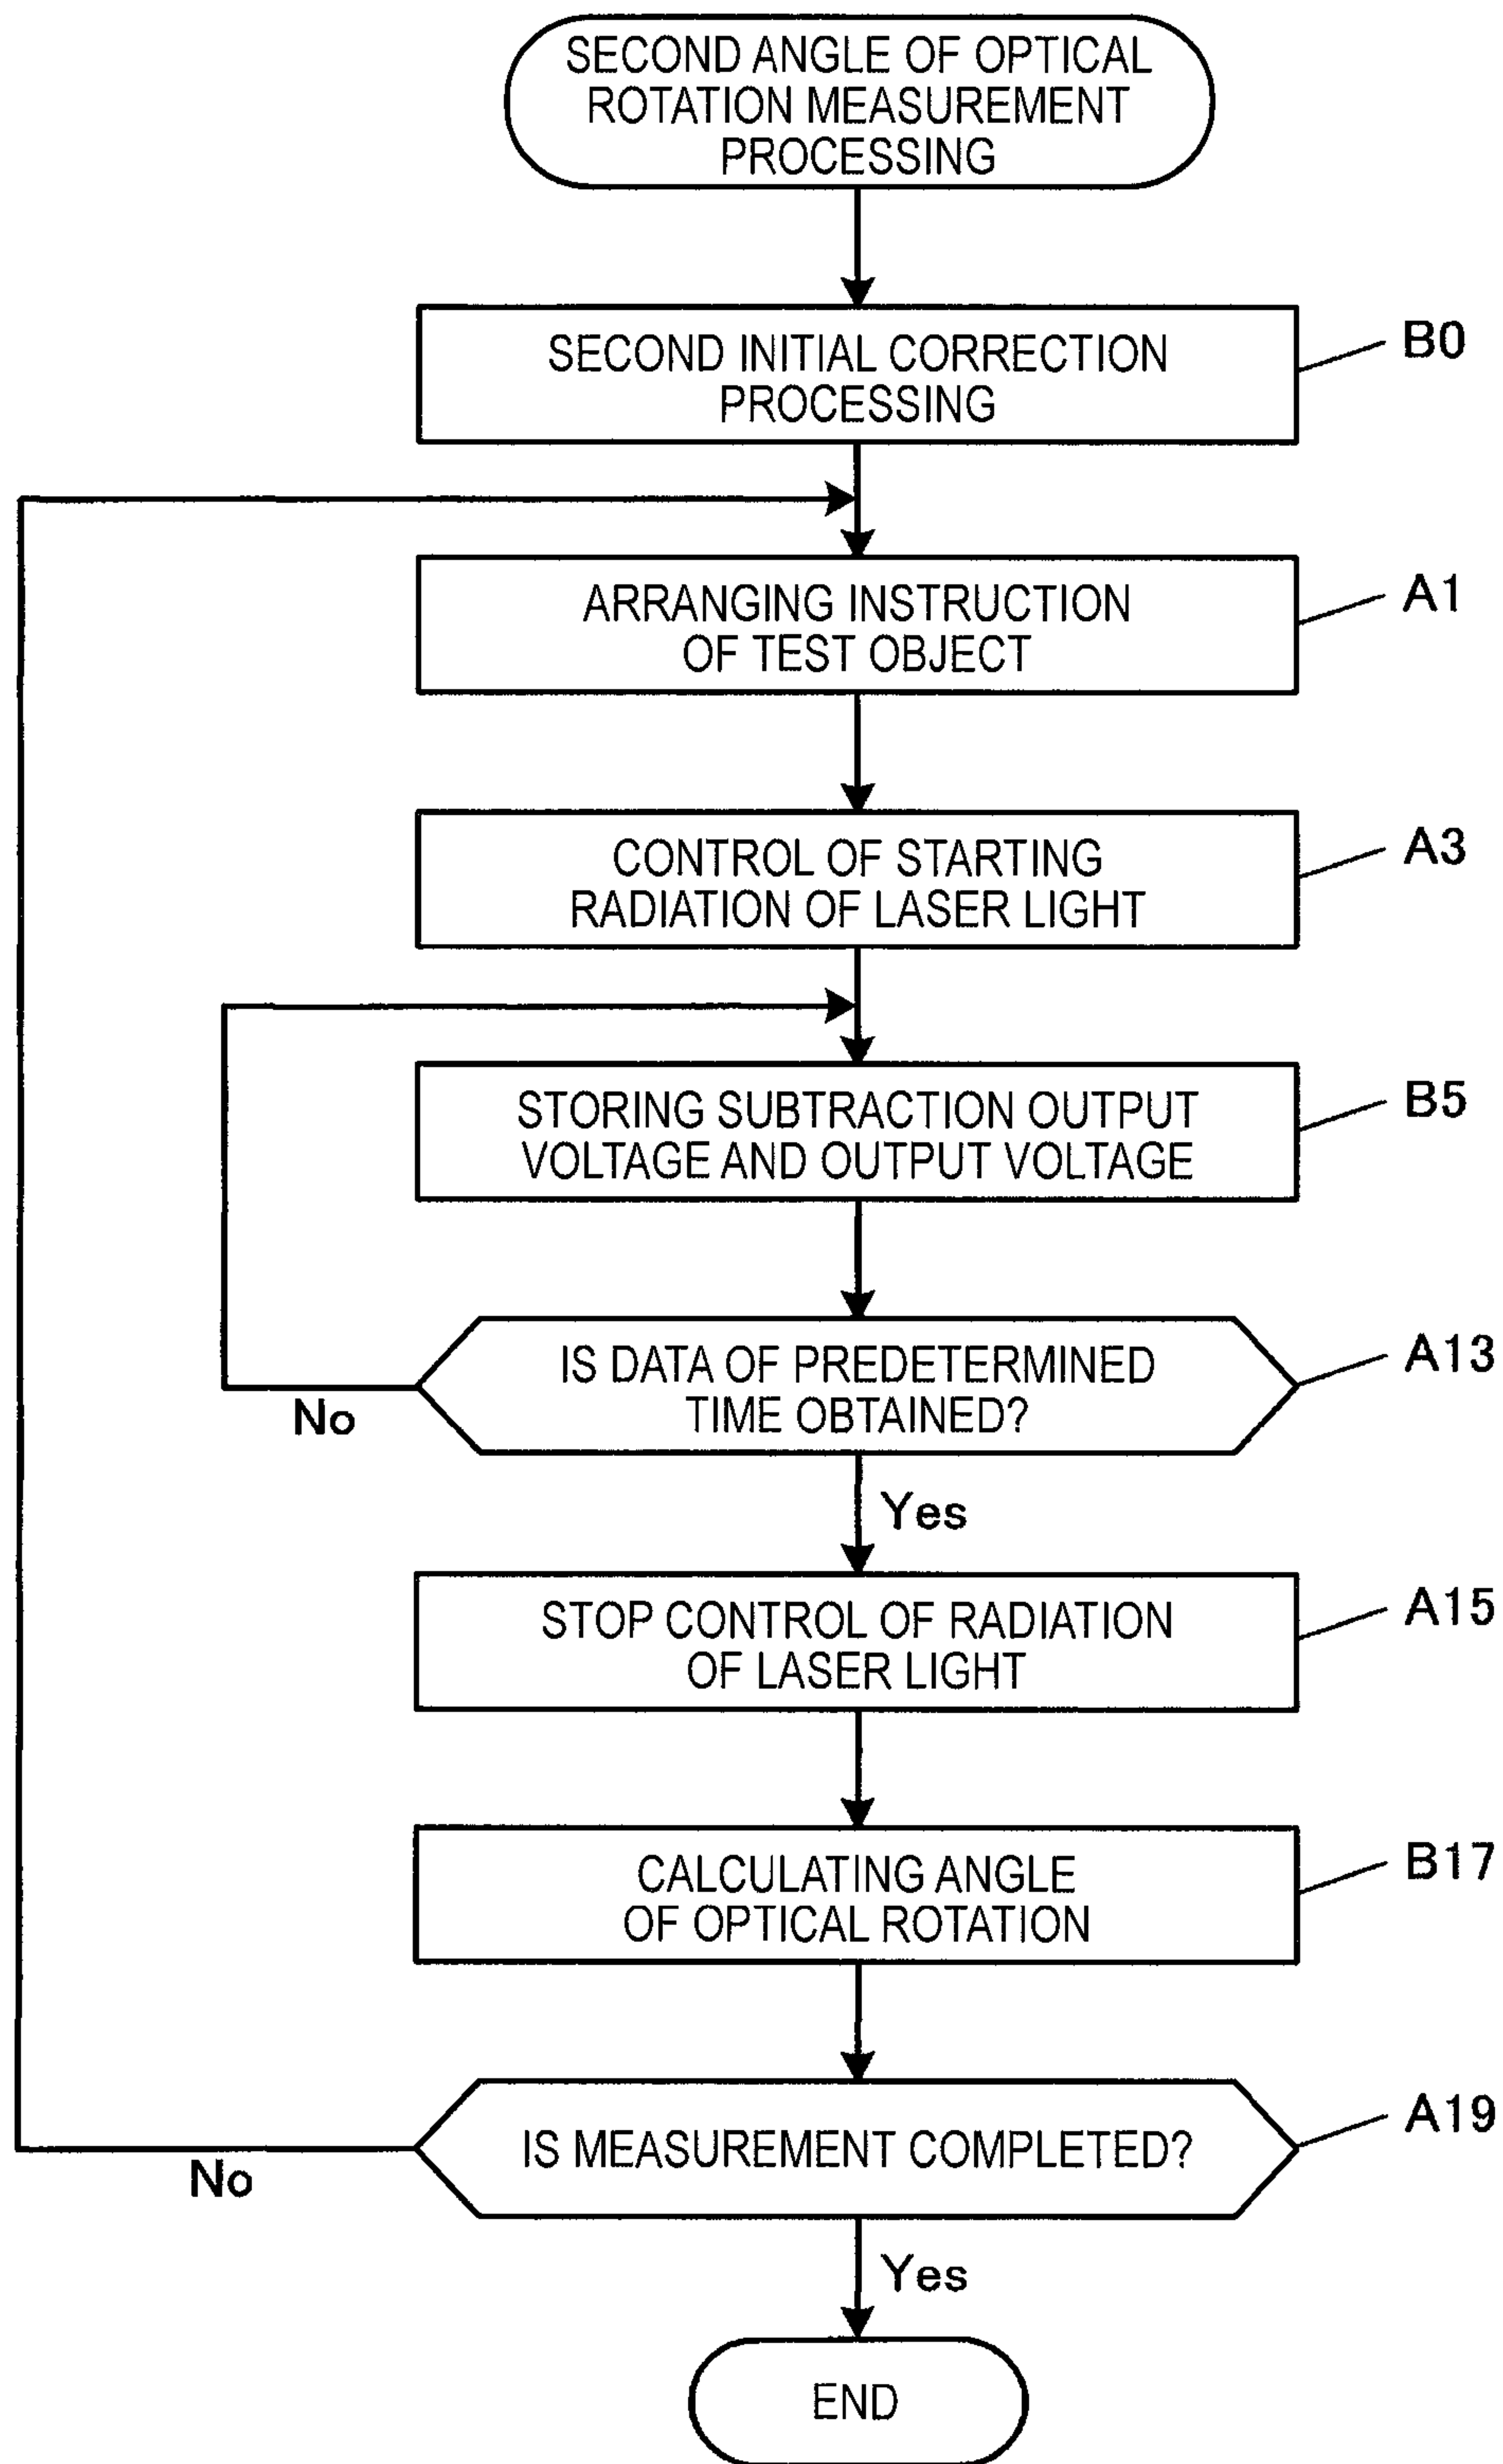 SECOND ANGLE OF OPTICAL
ROTATION MEASUREMENT
PROCESSING
SECOND INITIAL CORRECTION
PROCESSING
B0
ARRANGING INSTRUCTION
OF TEST OBJECT
A1
CONTROL OF STARTING
RADIATION OF LASER LIGHT
A3
STORING SUBTRACTION OUTPUT
VOLTAGE AND OUTPUT VOLTAGE
B5
IS DATA OF PREDETERMINED
TIME OBTAINED?
A13
No
Yes
STOP CONTROL OF RADIATION
OF LASER LIGHT
A15
CALCULATING ANGLE
OF OPTICAL ROTATION
B17
IS MEASUREMENT COMPLETED?
A19
No
Yes
END